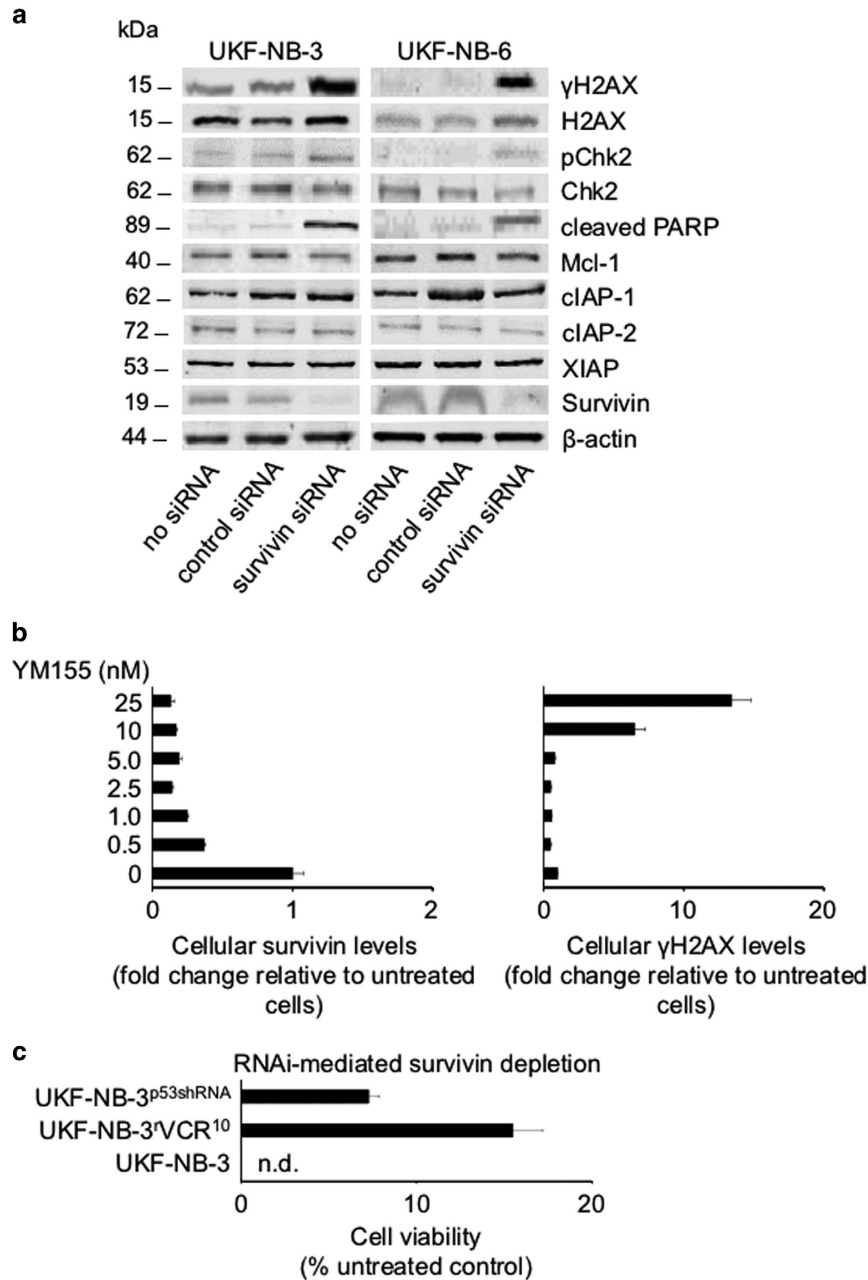 a
kDa
UKF-NB-3 UKF-NB-6
15 γH2AX
15 H2AX
62 pChk2
62 Chk2
89 cleaved PARP
40 Mcl-1
62 cIAP-1
72 cIAP-2
53 XIAP
19 Survivin
44 β-actin
no siRNA control siRNA survivin siRNA no siRNA control siRNA survivin siRNA
b
YM155 (nM)
25
10
5.0
2.5
1.0
0.5
0
0 1 2 0 10 20
Cellular survivin levels
(fold change relative to untreated
cells)
Cellular γH2AX levels
(fold change relative to untreated
cells)
c
RNAi-mediated survivin depletion
UKF-NB-3p53shRNA
UKF-NB-3rVCR10
UKF-NB-3 n.d.
0 10 20
Cell viability
(% untreated control)